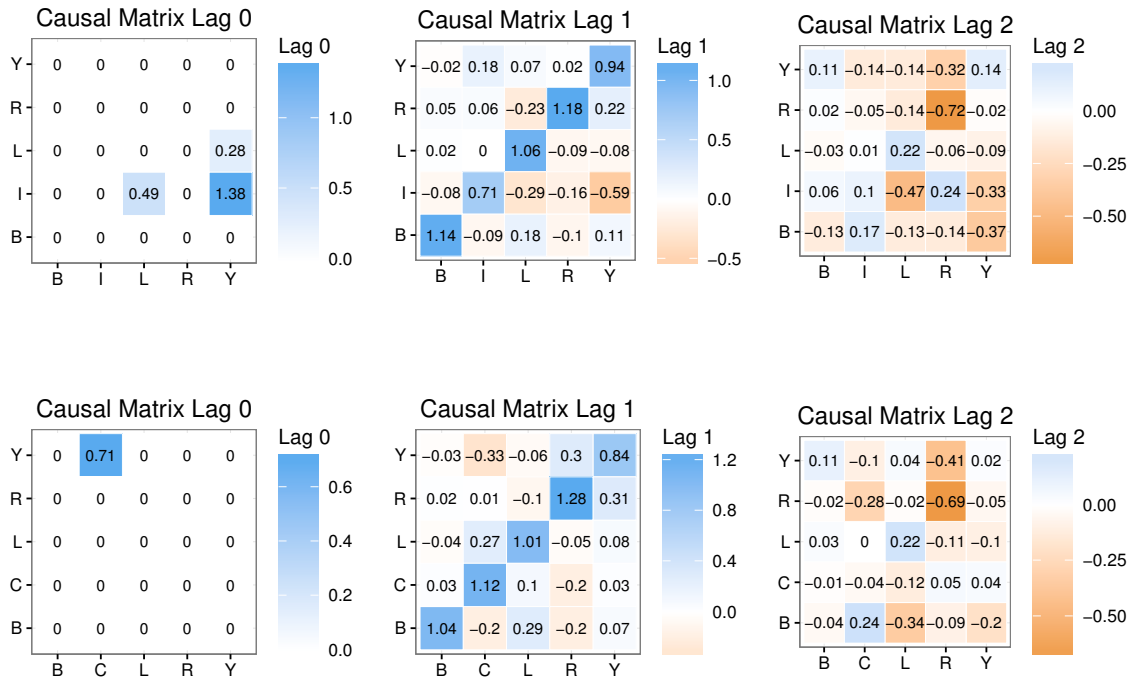 Causal Matrix Lag 0
Y 0 0 0 0 0
R 0 0 0 0 0
L 0 0 0 0 0.28
I 0 0 0.49 0 1.38
B 0 0 0 0 0
B I L R Y
Lag 0
1.0
0.5
0.0
Causal Matrix Lag 1
Y −0.02 0.18 0.07 0.02 0.94
R 0.05 0.06 −0.23 1.18 0.22
L 0.02 0 1.06 −0.09 −0.08
I −0.08 0.71 −0.29 −0.16 −0.59
B 1.14 −0.09 0.18 −0.1 0.11
B I L R Y
Lag 1
1.0
0.5
0.0
−0.5
Causal Matrix Lag 2
Y 0.11 −0.14 −0.14 −0.32 0.14
R 0.02 −0.05 −0.14 −0.72 −0.02
L −0.03 0.01 0.22 −0.06 −0.09
I 0.06 0.1 −0.47 0.24 −0.33
B −0.13 0.17 −0.13 −0.14 −0.37
B I L R Y
Lag 2
0.00
−0.25
−0.50
Causal Matrix Lag 0
Y 0 0.71 0 0 0
R 0 0 0 0 0
L 0 0 0 0 0
C 0 0 0 0 0
B 0 0 0 0 0
B C L R Y
Lag 0
0.6
0.4
0.2
0.0
Causal Matrix Lag 1
Y −0.03 −0.33 −0.06 0.3 0.84
R 0.02 0.01 −0.1 1.28 0.31
L −0.04 0.27 1.01 −0.05 0.08
C 0.03 1.12 0.1 −0.2 0.03
B 1.04 −0.2 0.29 −0.2 0.07
B C L R Y
Lag 1
1.2
0.8
0.4
0.0
Causal Matrix Lag 2
Y 0.11 −0.1 0.04 −0.41 0.02
R −0.02 −0.28 −0.02 −0.69 −0.05
L 0.03 0 0.22 −0.11 −0.1
C −0.01 −0.04 −0.12 0.05 0.04
B −0.04 0.24 −0.34 −0.09 −0.2
B C L R Y
Lag 2
0.00
−0.25
−0.50